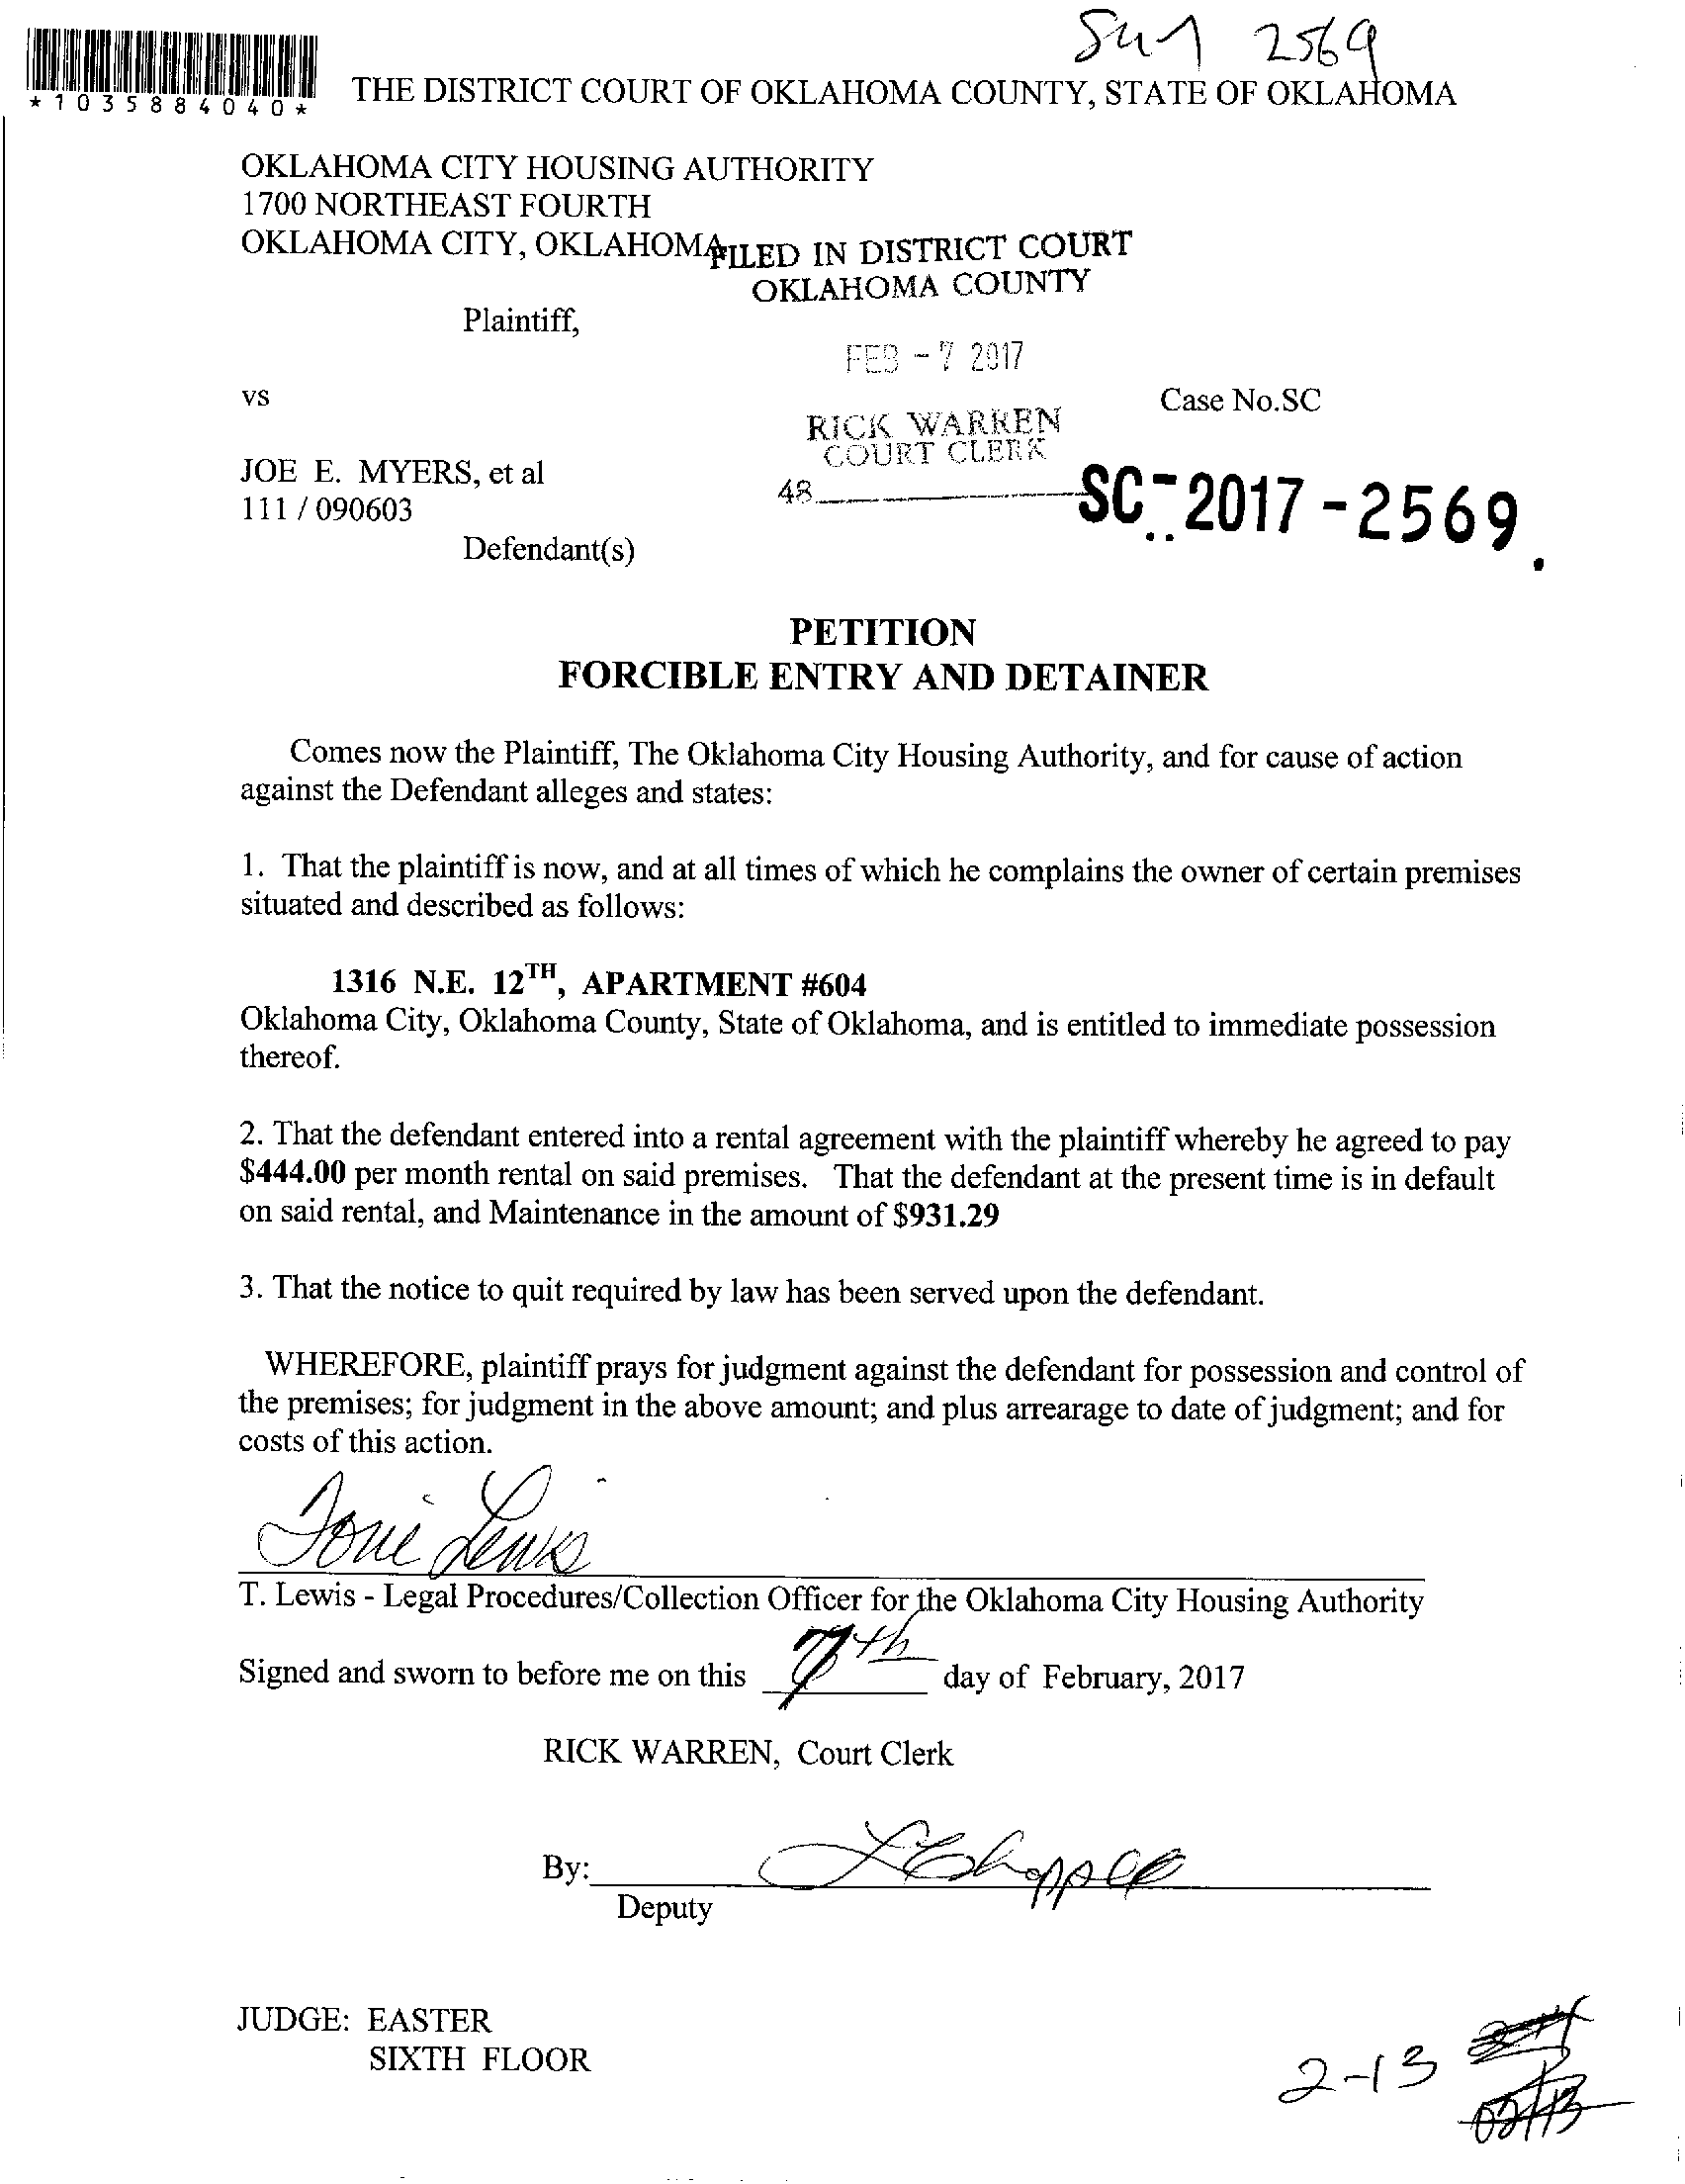 2569
*1035884040*
THE DISTRICT COURT OF OKLAHOMA COUNTY, STATE OF OKLAHOMA
OKLAHOMA CITY HOUSING AUTHORITY
1700 NORTHEAST FOURTH
OKLAHOMA CITY, OKLAHOMA
FILED IN DISTRICT COURT
OKLAHOMA COUNTY
Plaintiff,
FEB - 7 2017
vs
Case No.SC
RICK WARREN
COURT CLERK
JOE E. MYERS, et al
48
SC-2017-2569
111 / 090603
Defendant(s)
PETITION
FORCIBLE ENTRY AND DETAINER
Comes now the Plaintiff, The Oklahoma City Housing Authority, and for cause of action
against the Defendant alleges and states:
1. That the plaintiff is now, and at all times of which he complains the owner of certain premises
situated and described as follows:
1316 N.E. 12TH, APARTMENT #604
Oklahoma City, Oklahoma County, State of Oklahoma, and is entitled to immediate possession
thereof.
2. That the defendant entered into a rental agreement with the plaintiff whereby he agreed to pay
$444.00 per month rental on said premises. That the defendant at the present time is in default
on said rental, and Maintenance in the amount of $931.29
3. That the notice to quit required by law has been served upon the defendant.
WHEREFORE, plaintiff prays for judgment against the defendant for possession and control of
the premises; for judgment in the above amount; and plus arrearage to date of judgment; and for
costs of this action.
Toni Lewis
T. Lewis - Legal Procedures/Collection Officer for the Oklahoma City Housing Authority
Signed and sworn to before me on this 7th day of February, 2017
RICK WARREN, Court Clerk
By:
Deputy
JUDGE: EASTER
SIXTH FLOOR
2-13